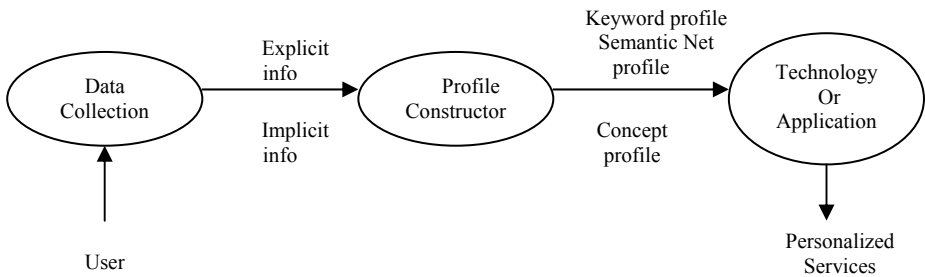 Data
Collection
Explicit
info
Implicit
info
Profile
Constructor
Keyword profile
Semantic Net
profile
Concept
profile
Technology
Or
Application
User
Personalized
Services